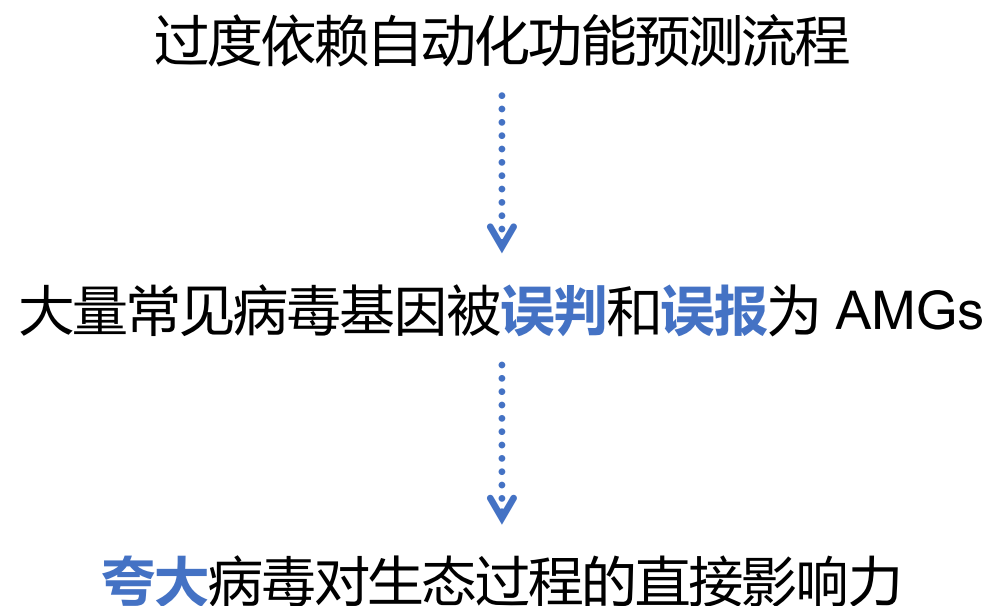 过度依赖自动化功能预测流程
大量常见病毒基因被误判和误报为 AMGs
夸大病毒对生态过程的直接影响力